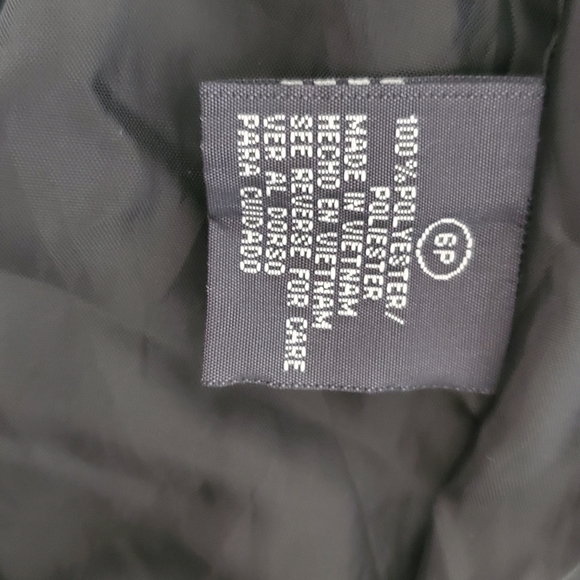 6P
100% POLYESTER/
POLIESTER
MADE IN VIETNAM
HECHO EN VIETNAM
SEE REVERSE FOR CARE
VER AL DORSO
PARA CUIDADO